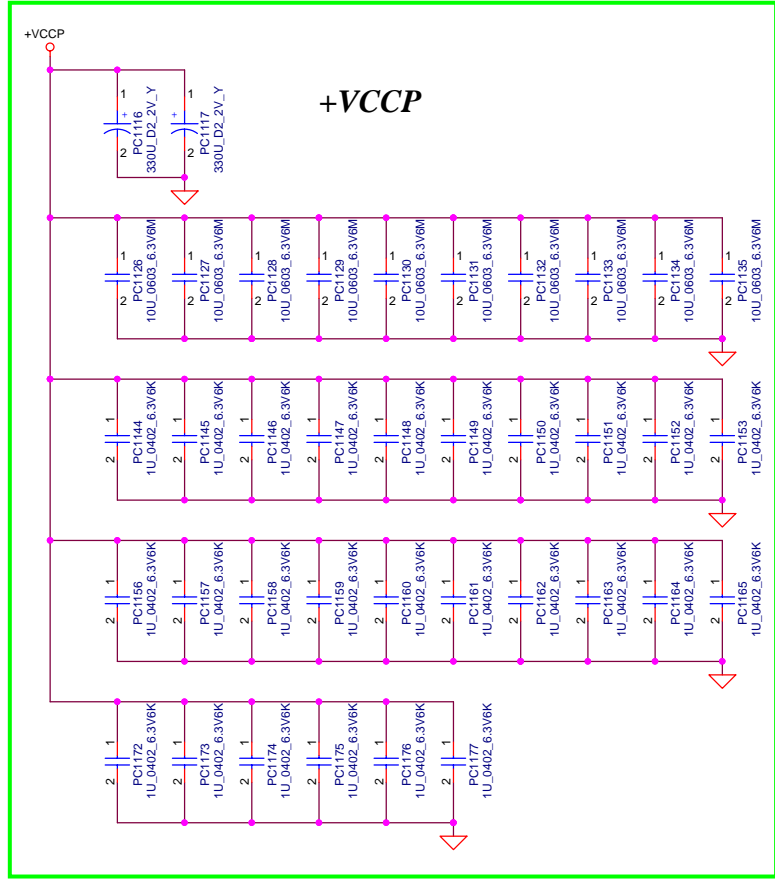 +VCCP
+VCCP
1
+
2
PC1116
330U_D2_2V_Y
1
+
2
PC1117
330U_D2_2V_Y
1
2
PC1126
10U_0603_6.3V6M
1
2
PC1127
10U_0603_6.3V6M
1
2
PC1128
10U_0603_6.3V6M
1
2
PC1129
10U_0603_6.3V6M
1
2
PC1130
10U_0603_6.3V6M
1
2
PC1131
10U_0603_6.3V6M
1
2
PC1132
10U_0603_6.3V6M
1
2
PC1133
10U_0603_6.3V6M
1
2
PC1134
10U_0603_6.3V6M
1
2
PC1135
10U_0603_6.3V6M
1
2
PC1144
1U_0402_6.3V6K
1
2
PC1145
1U_0402_6.3V6K
1
2
PC1146
1U_0402_6.3V6K
1
2
PC1147
1U_0402_6.3V6K
1
2
PC1148
1U_0402_6.3V6K
1
2
PC1149
1U_0402_6.3V6K
1
2
PC1150
1U_0402_6.3V6K
1
2
PC1151
1U_0402_6.3V6K
1
2
PC1152
1U_0402_6.3V6K
1
2
PC1153
1U_0402_6.3V6K
1
2
PC1156
1U_0402_6.3V6K
1
2
PC1157
1U_0402_6.3V6K
1
2
PC1158
1U_0402_6.3V6K
1
2
PC1159
1U_0402_6.3V6K
1
2
PC1160
1U_0402_6.3V6K
1
2
PC1161
1U_0402_6.3V6K
1
2
PC1162
1U_0402_6.3V6K
1
2
PC1163
1U_0402_6.3V6K
1
2
PC1164
1U_0402_6.3V6K
1
2
PC1165
1U_0402_6.3V6K
1
2
PC1172
1U_0402_6.3V6K
1
2
PC1173
1U_0402_6.3V6K
1
2
PC1174
1U_0402_6.3V6K
1
2
PC1175
1U_0402_6.3V6K
1
2
PC1176
1U_0402_6.3V6K
1
2
PC1177
1U_0402_6.3V6K